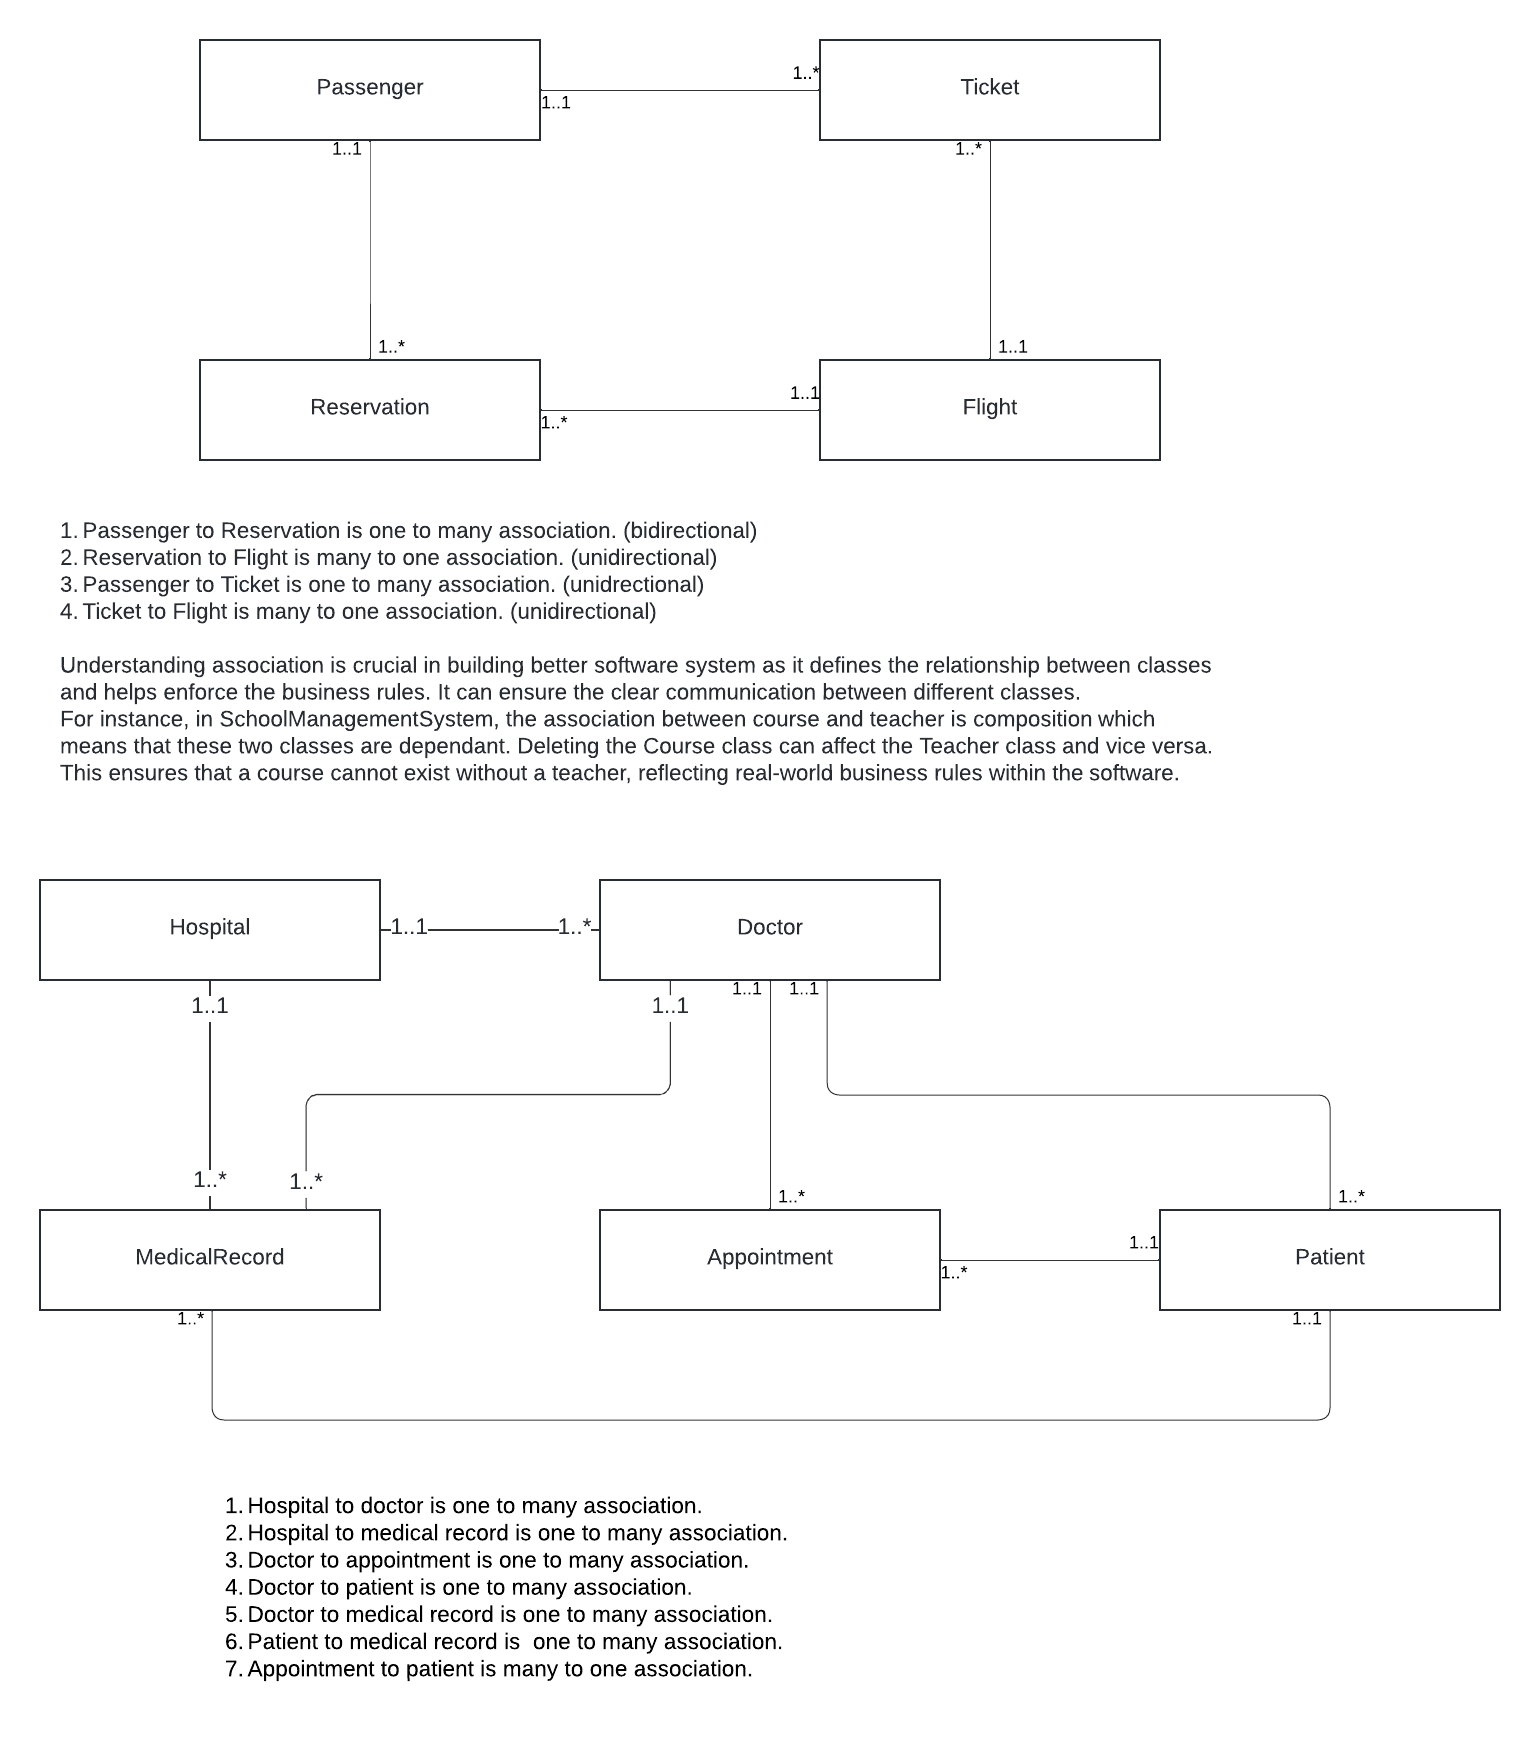 Passenger
Ticket
1..*
1..1
1..1
1..*
1..*
1..1
Reservation
Flight
1..1
1..*
1. Passenger to Reservation is one to many association. (bidirectional)
2. Reservation to Flight is many to one association. (unidirectional)
3. Passenger to Ticket is one to many association. (unidrectional)
4. Ticket to Flight is many to one association. (unidirectional)
Understanding association is crucial in building better software system as it defines the relationship between classes
and helps enforce the business rules. It can ensure the clear communication between different classes.
For instance, in SchoolManagementSystem, the association between course and teacher is composition which
means that these two classes are dependant. Deleting the Course class can affect the Teacher class and vice versa.
This ensures that a course cannot exist without a teacher, reflecting real-world business rules within the software.
Hospital
1..1
1..*
Doctor
1..1
1..1
1..1
1..1
1..*
1..*
1..*
1..*
MedicalRecord
Appointment
1..1
1..*
Patient
1..*
1..1
1. Hospital to doctor is one to many association.
2. Hospital to medical record is one to many association.
3. Doctor to appointment is one to many association.
4. Doctor to patient is one to many association.
5. Doctor to medical record is one to many association.
6. Patient to medical record is  one to many association.
7. Appointment to patient is many to one association.